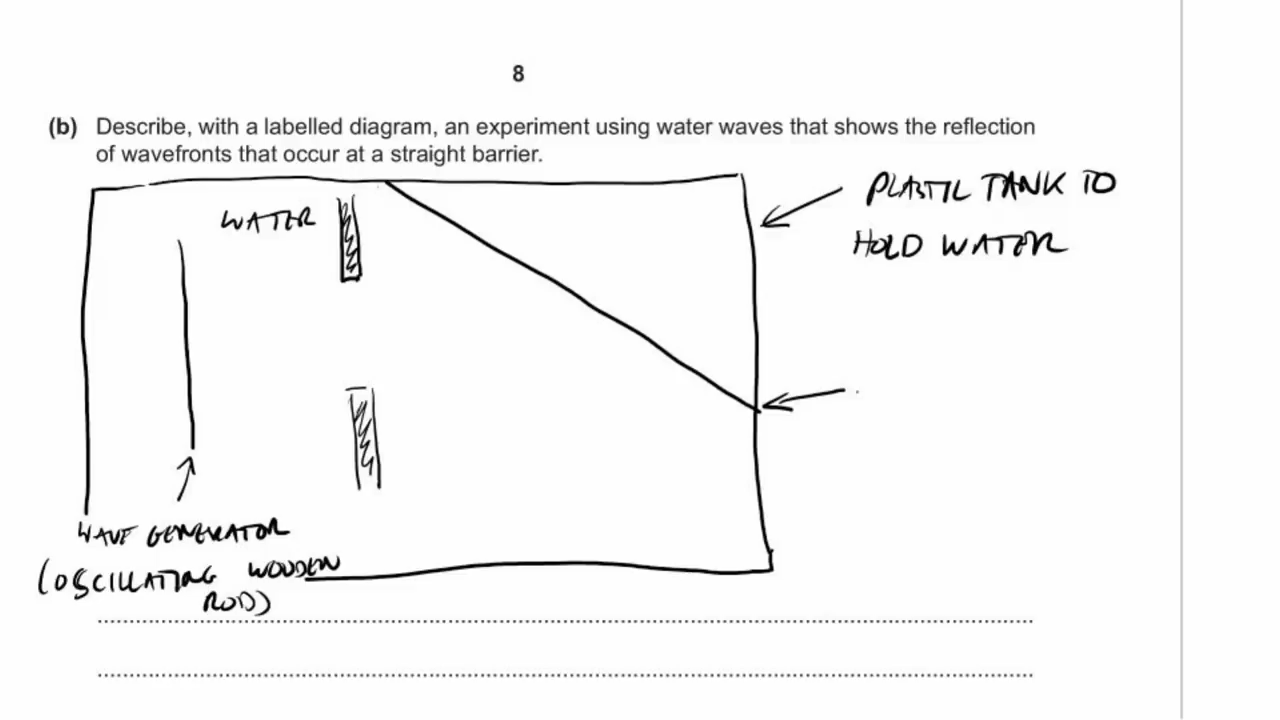 8
(b) Describe, with a labelled diagram, an experiment using water waves that shows the reflection
of wavefronts that occur at a straight barrier.
WATER
PLASTIC TANK TO
HOLD WATER
WAVE GENERATOR
(OSCILLATING WOODEN
ROD)